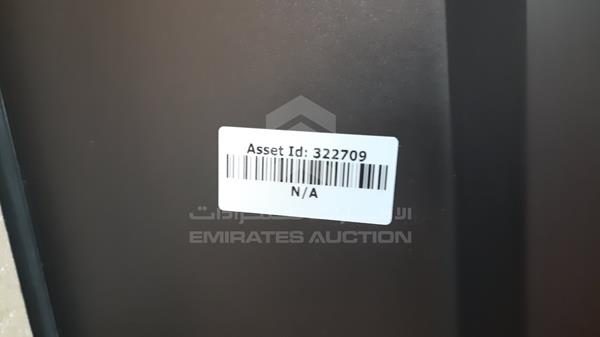 Asset Id: 322709
N/A
EMIRATES AUCTION